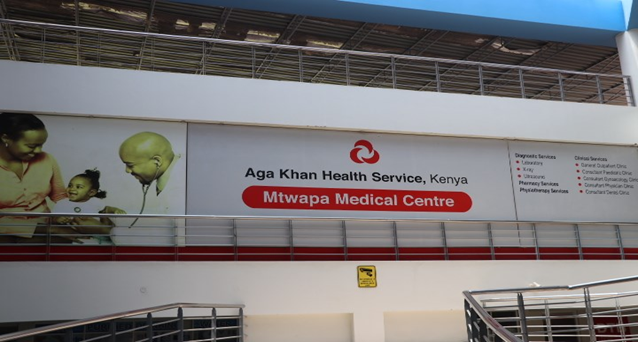 Aga Khan Health Service, Kenya
Mtwapa Medical Centre
Diagnostic Services
Laboratory
X-ray
Ultrasound
Pharmacy Services
Physiotherapy Services
Clinical Services
General Outpatient Clinic
Consultant Paediatric Clinic
Consultant Gynaecology Clinic
Consultant Physician Clinic
Consultant Dental Clinic